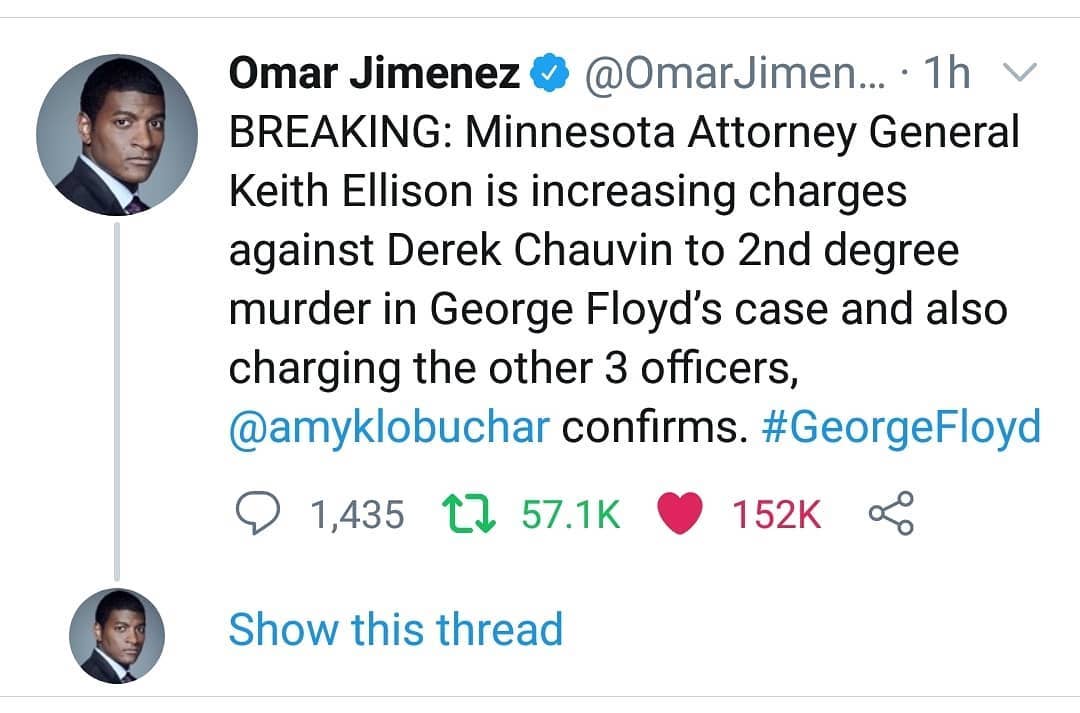 Omar Jimenez @OmarJimen... · 1h
BREAKING: Minnesota Attorney General
Keith Ellison is increasing charges
against Derek Chauvin to 2nd degree
murder in George Floyd's case and also
charging the other 3 officers,
@amyklobuchar confirms. #GeorgeFloyd
1,435 57.1K 152K
Show this thread